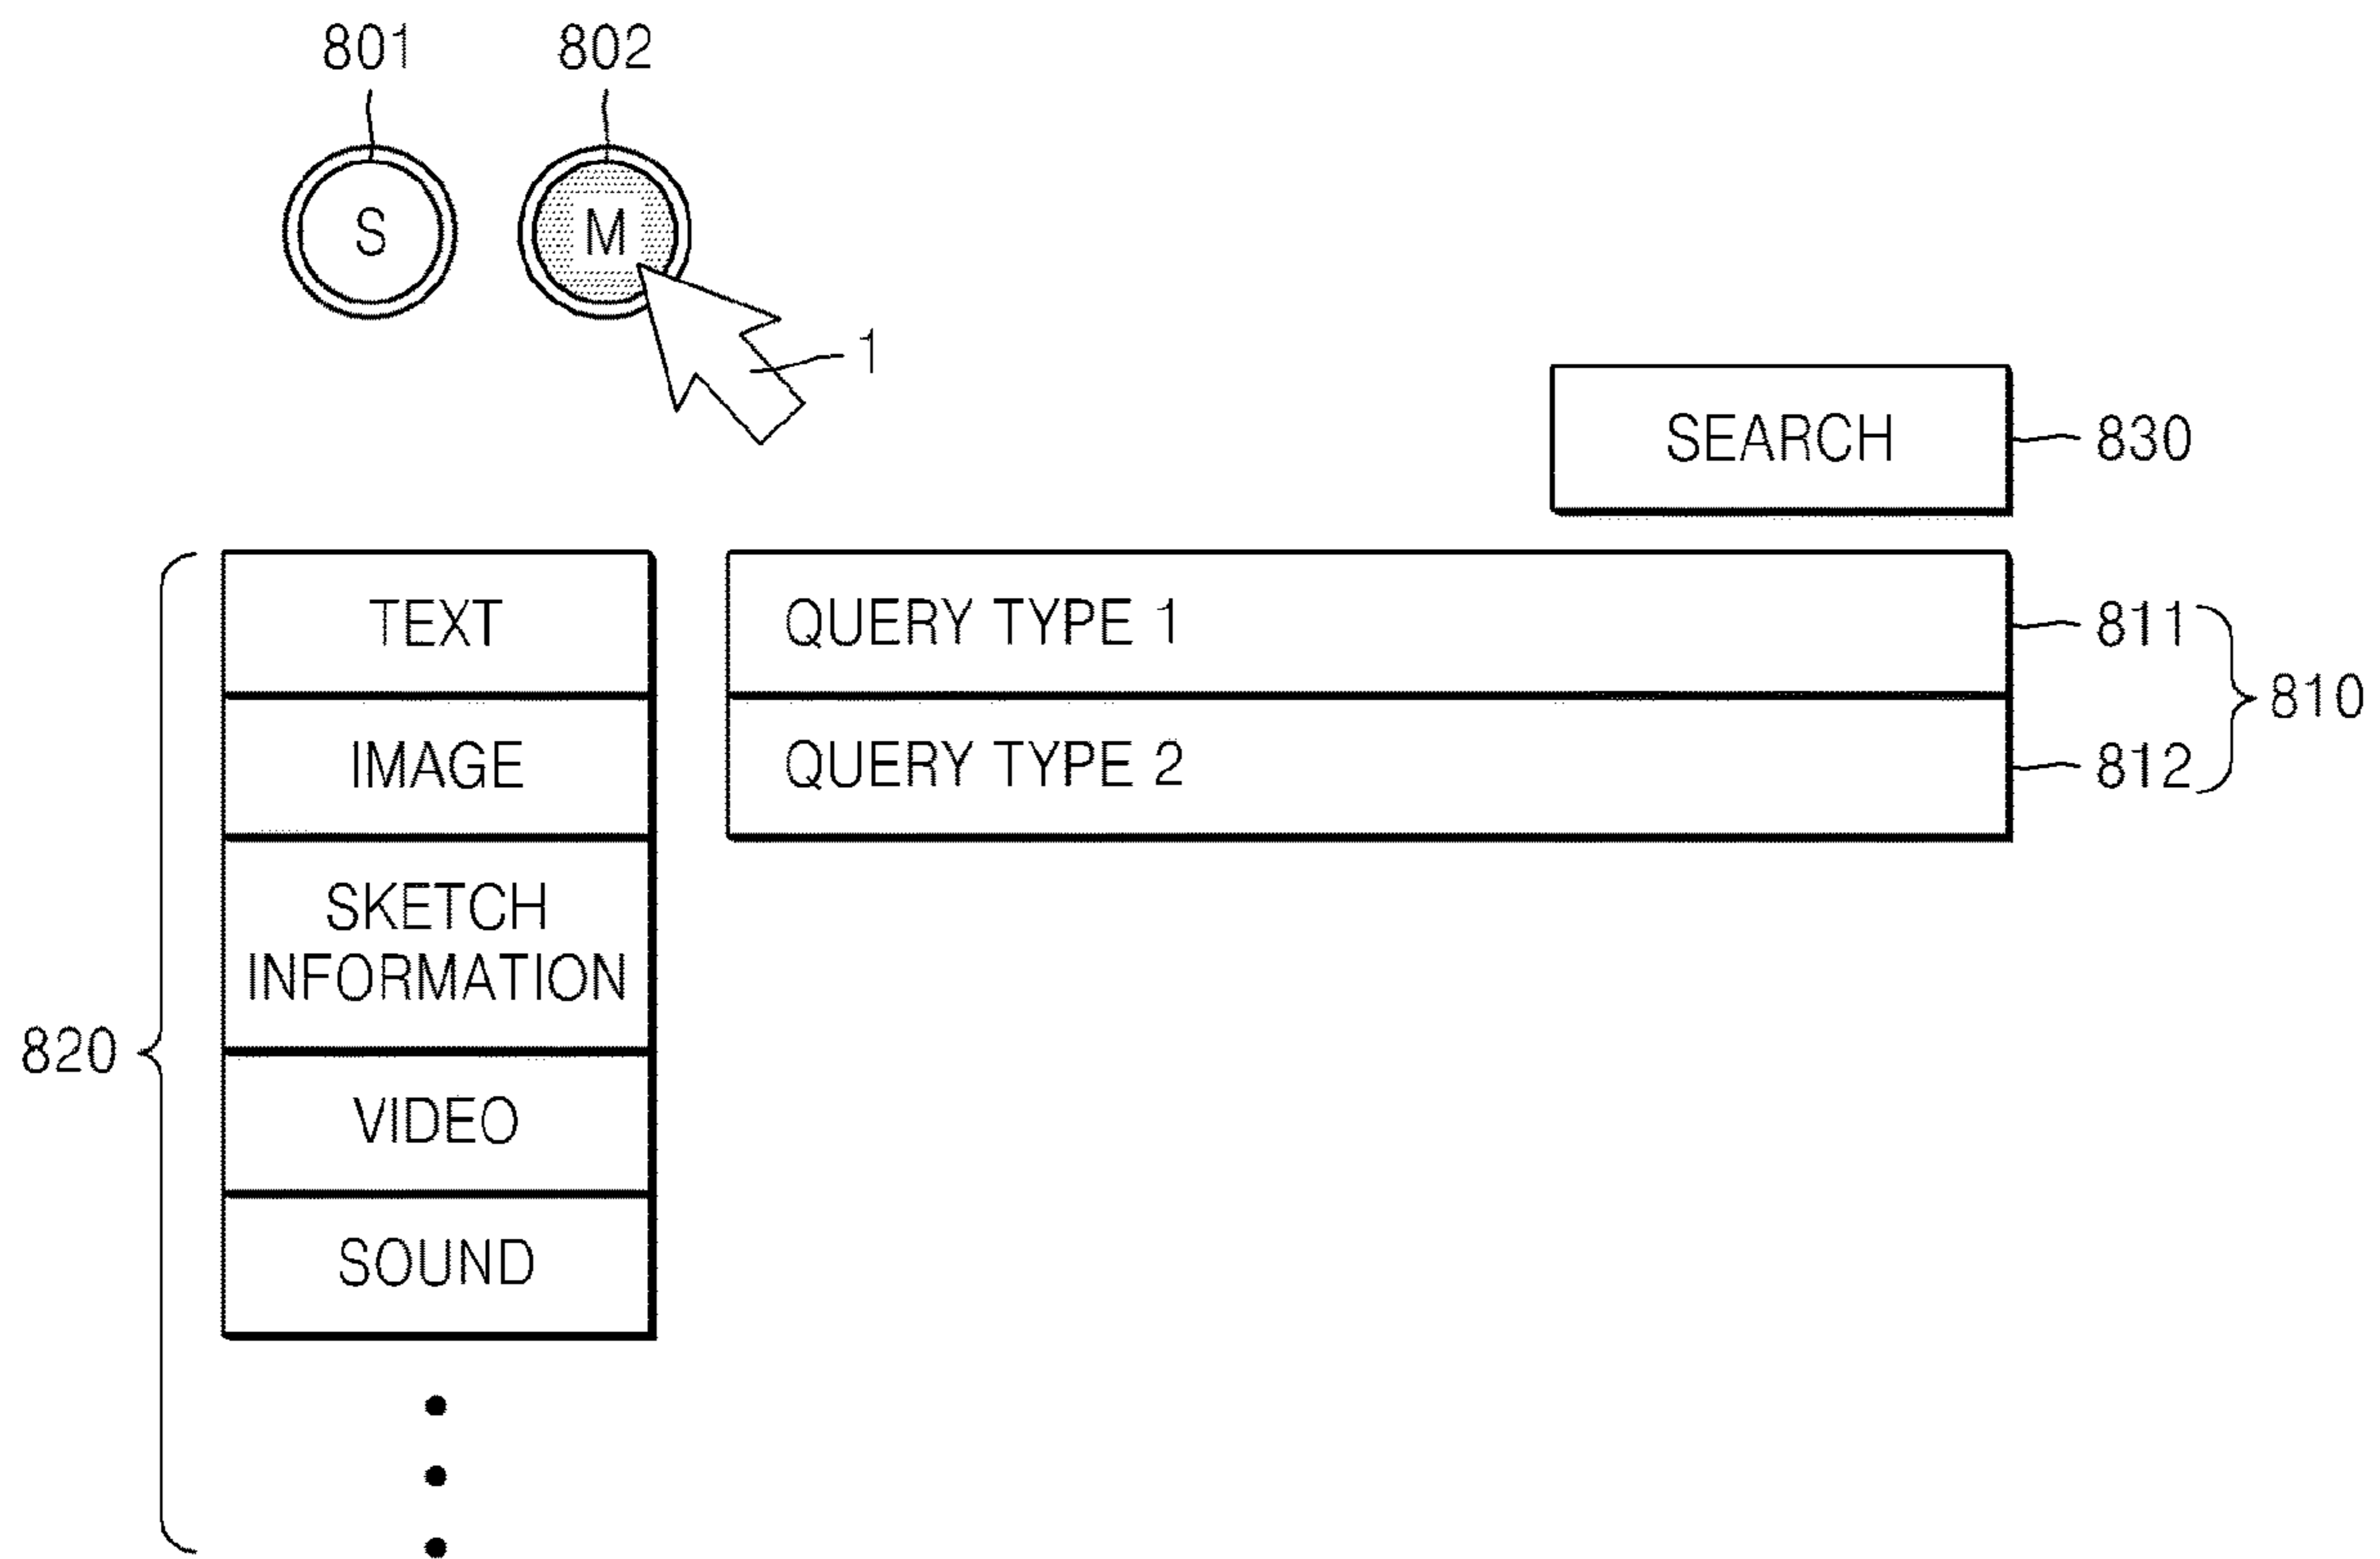 801 802
S M
1
SEARCH 830
TEXT QUERY TYPE 1 811
810
IMAGE QUERY TYPE 2 812
SKETCH
INFORMATION
820
VIDEO
SOUND